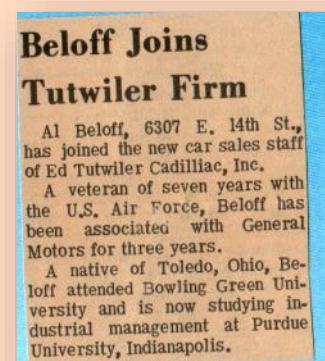 Beloff Joins
Tutwiler Firm
Al Beloff, 6307 E. 14th St.,
has joined the new car sales staff
of Ed Tutwiler Cadilliac, Inc.
A veteran of seven years with
the U.S. Air Force, Beloff has
been associated with General
Motors for three years.
A native of Toledo, Ohio, Be-
loff attended Bowling Green Uni-
versity and is now studying in-
dustrial management at Purdue
University, Indianapolis.